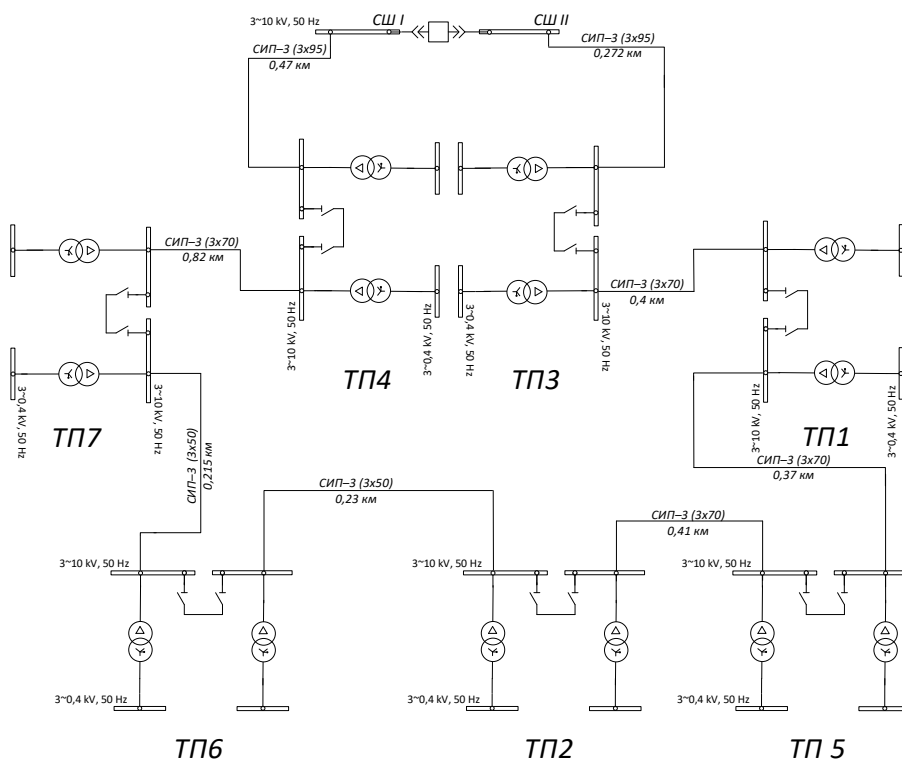 3~10 kV, 50 Hz
СШ I
СШ II
СИП–3 (3х95)
0,47 км
СИП–3 (3х95)
0,272 км
СИП–3 (3х70)
0,82 км
СИП–3 (3х70)
0,4 км
3~10 kV, 50 Hz
3~0,4 kV, 50 Hz
3~0,4 kV, 50 Hz
3~10 kV, 50 Hz
ТП4
ТП3
3~0,4 kV, 50 Hz
3~10 kV, 50 Hz
ТП7
3~10 kV, 50 Hz
3~0,4 kV, 50 Hz
ТП1
СИП–3 (3х50)
0,215 км
СИП–3 (3х70)
0,37 км
СИП–3 (3х50)
0,23 км
СИП–3 (3х70)
0,41 км
3~10 kV, 50 Hz
3~10 kV, 50 Hz
3~10 kV, 50 Hz
3~0,4 kV, 50 Hz
3~0,4 kV, 50 Hz
3~0,4 kV, 50 Hz
ТП6
ТП2
ТП 5